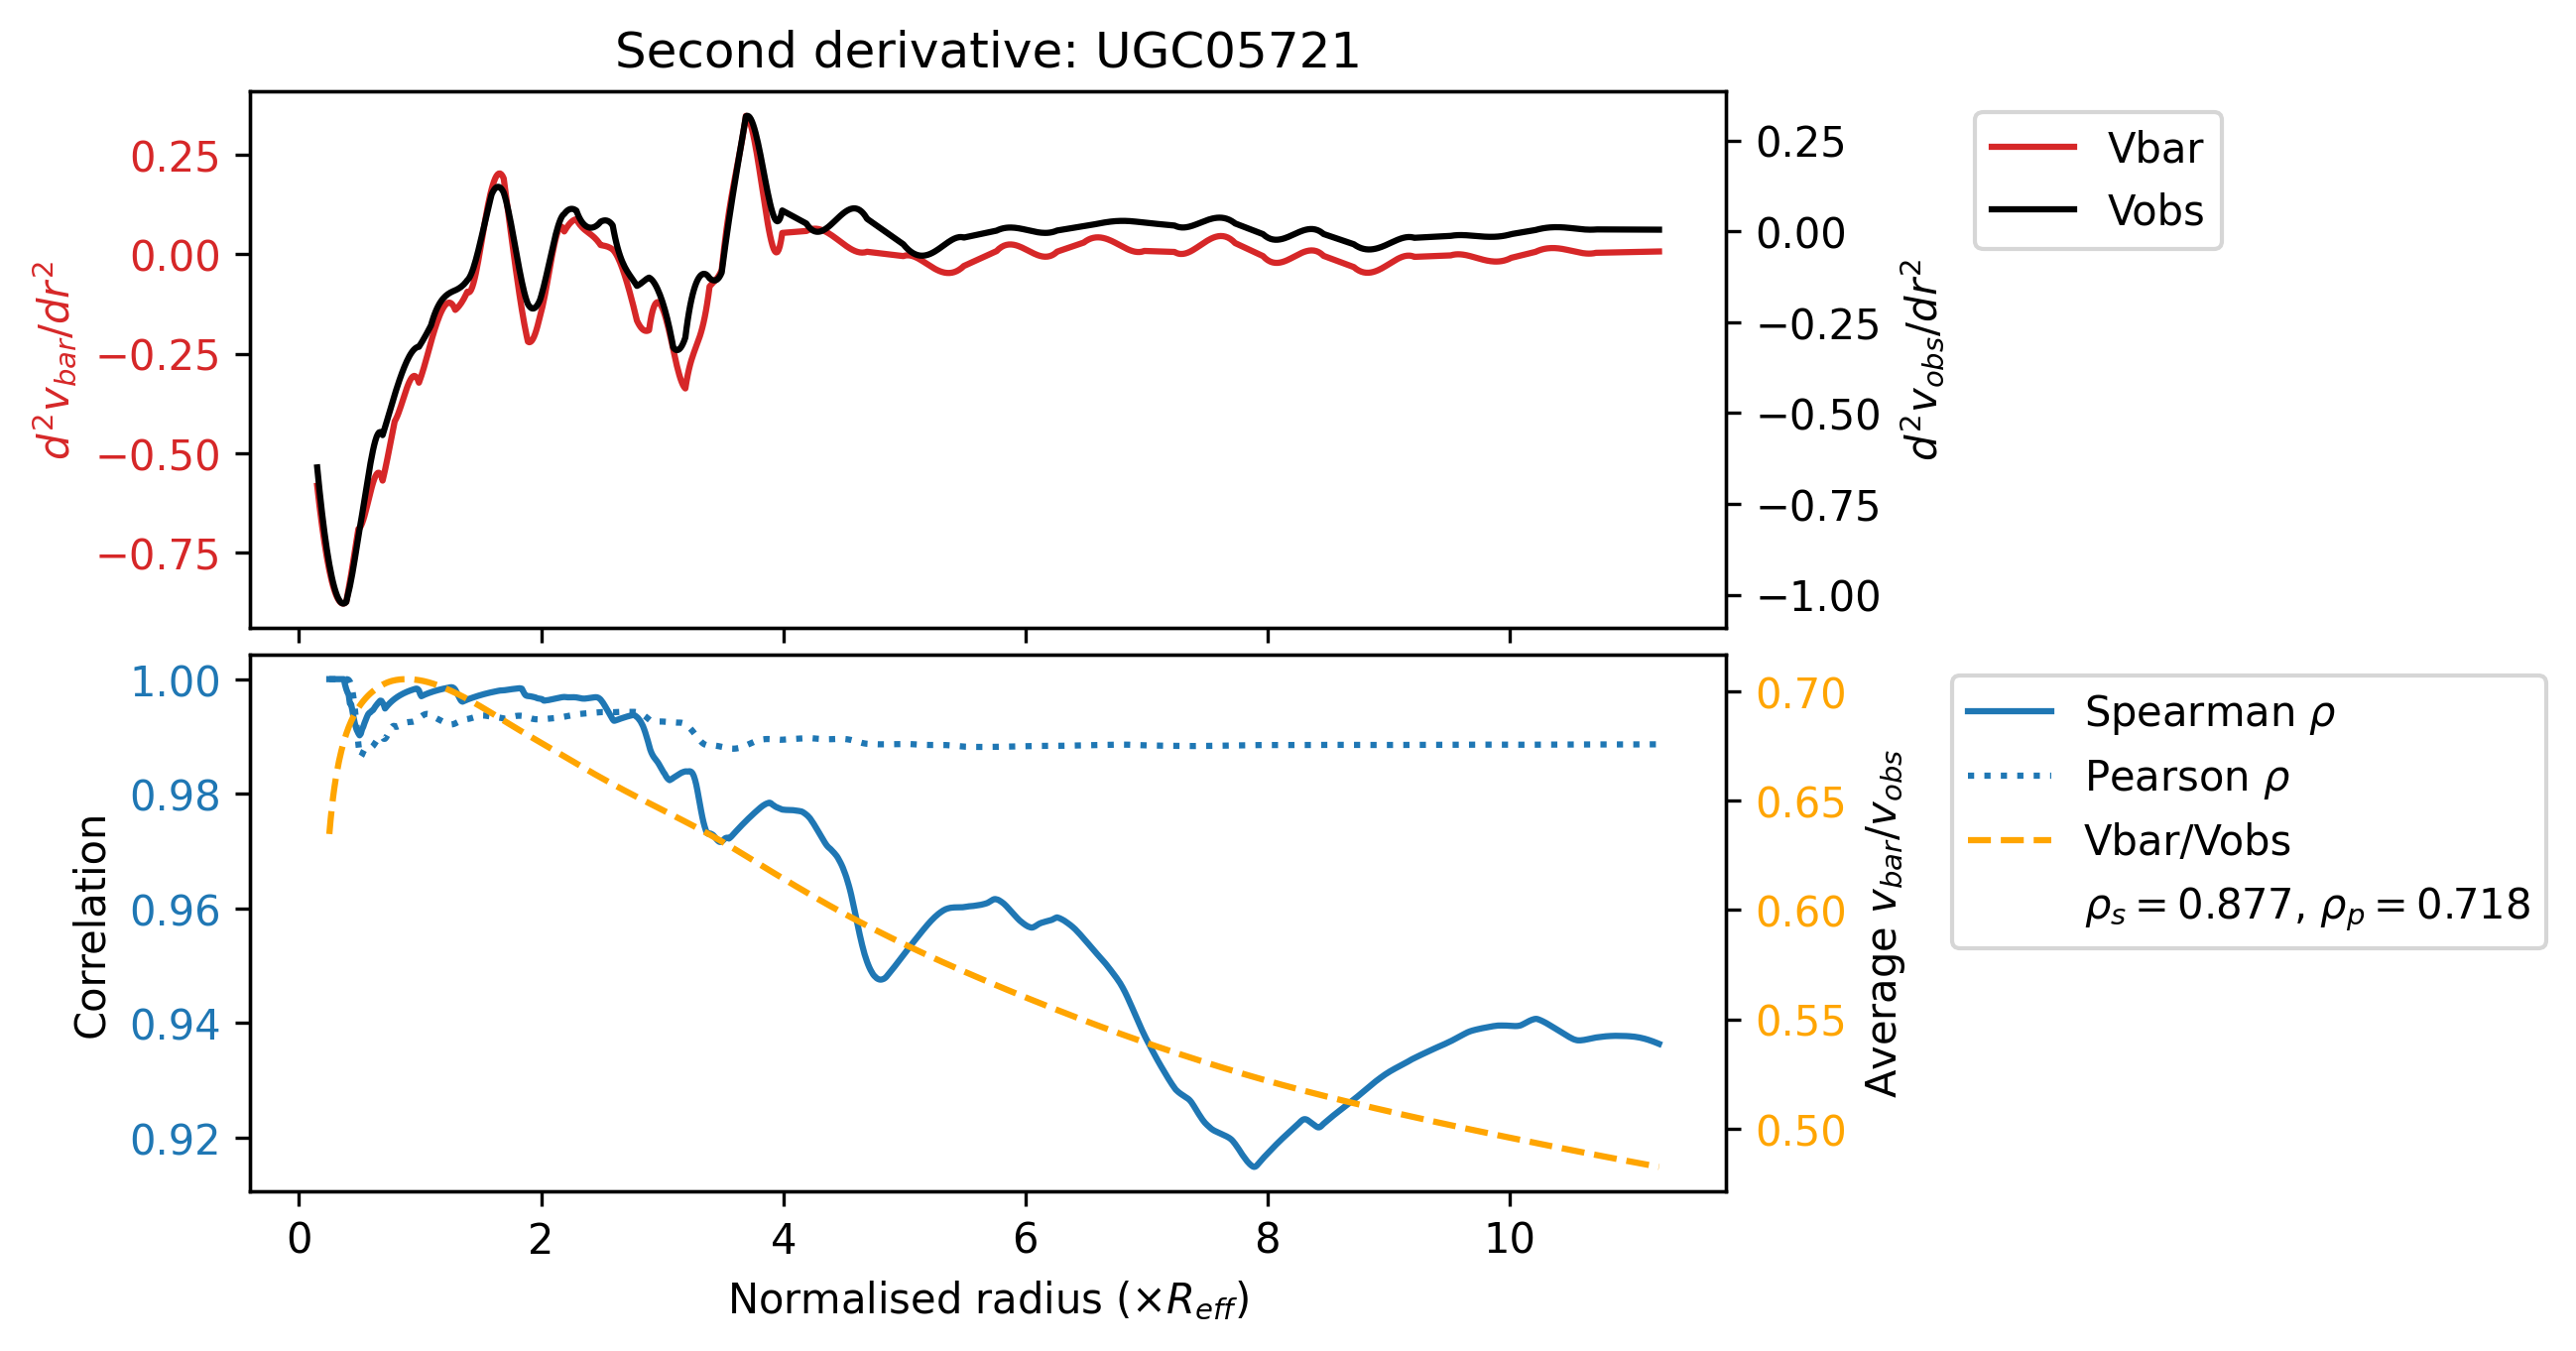 Second derivative: UGC05721
0.25
0.00
−0.25
−0.50
−0.75
d²v_bar/dr²
0.25
0.00
−0.25
−0.50
−0.75
−1.00
d²v_obs/dr²
Vbar
Vobs
1.00
0.98
0.96
0.94
0.92
Correlation
0.70
0.65
0.60
0.55
0.50
Average v_bar/v_obs
Spearman ρ
Pearson ρ
Vbar/Vobs
ρ_s = 0.877, ρ_p = 0.718
0 2 4 6 8 10
Normalised radius (×R_eff)